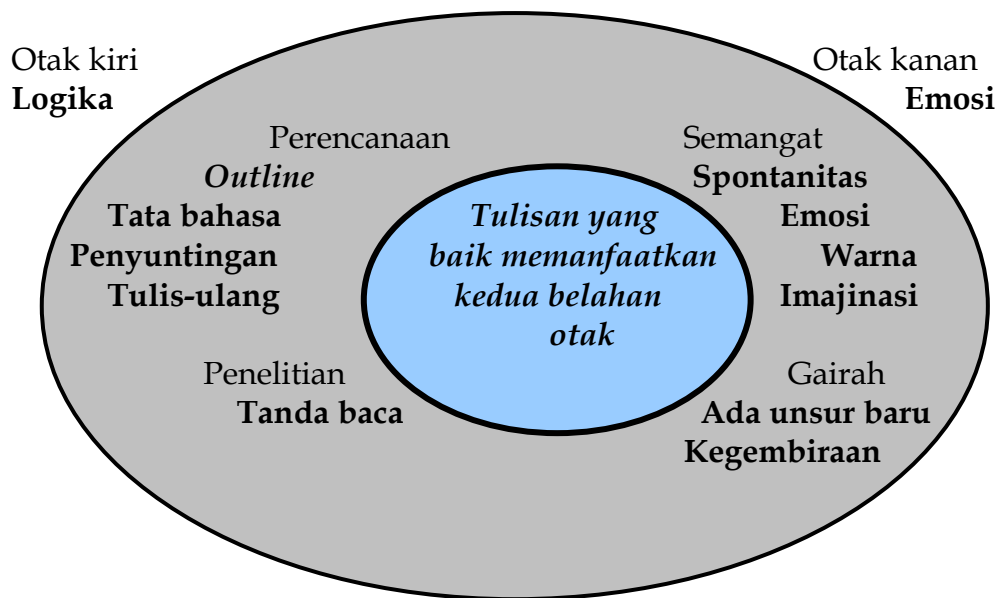 Otak kiri
Logika
Otak kanan
Emosi
Perencanaan
Outline
Tata bahasa
Penyuntingan
Tulis-ulang
Penelitian
Tanda baca
Tulisan yang
baik memanfaatkan
kedua belahan
otak
Semangat
Spontanitas
Emosi
Warna
Imajinasi
Gairah
Ada unsur baru
Kegembiraan